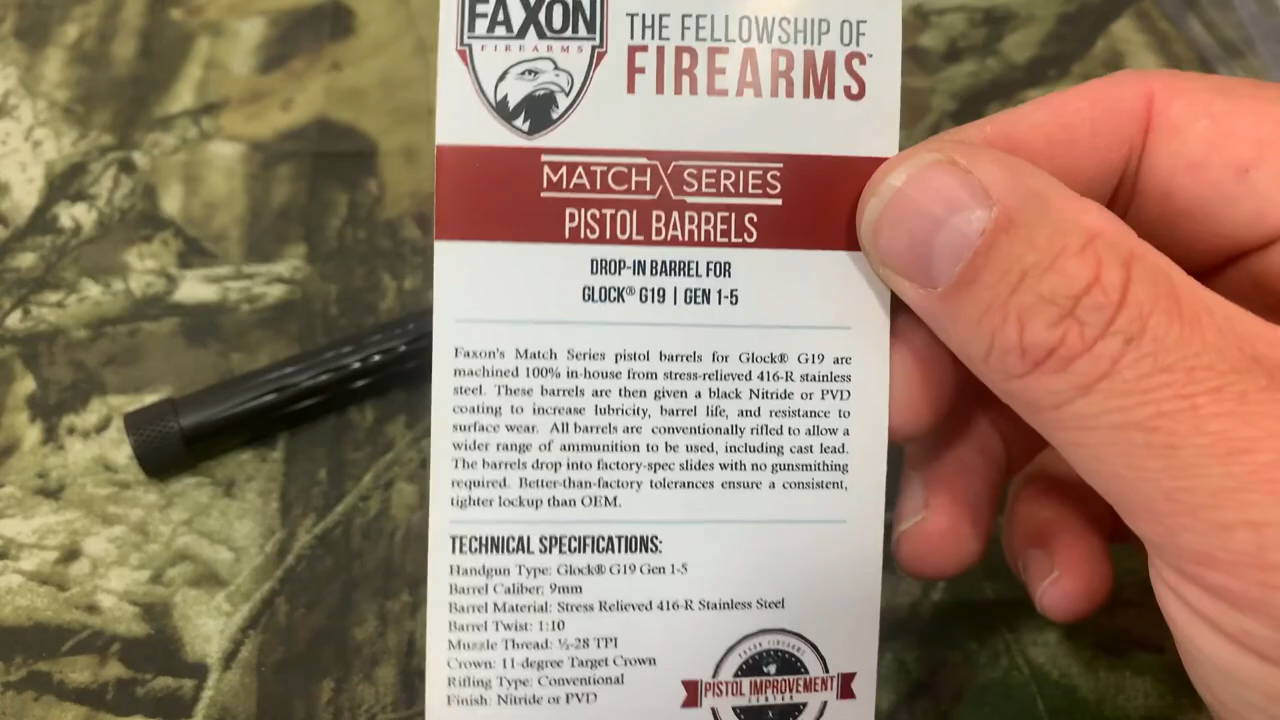 FAXON
FIREARMS
THE FELLOWSHIP OF
FIREARMS™
MATCH SERIES
PISTOL BARRELS
DROP-IN BARREL FOR
GLOCK® G19 | GEN 1-5
Faxon's Match Series pistol barrels for Glock® G19 are
machined 100% in-house from stress-relieved 416-R stainless
steel. These barrels are then given a black Nitride or PVD
coating to increase lubricity, barrel life, and resistance to
surface wear. All barrels are conventionally rifled to allow a
wider range of ammunition to be used, including cast lead.
The barrels drop into factory-spec slides with no gunsmithing
required. Better-than-factory tolerances ensure a consistent,
tighter lockup than OEM.
TECHNICAL SPECIFICATIONS:
Handgun Type: Glock® G19 Gen 1-5
Barrel Caliber: 9mm
Barrel Material: Stress Relieved 416-R Stainless Steel
Barrel Twist: 1:10
Muzzle Thread: ½-28 TPI
Crown: 11-degree Target Crown
Rifling Type: Conventional
Finish: Nitride or PVD
FAXON FIREARMS
PISTOL IMPROVEMENT
CENTER